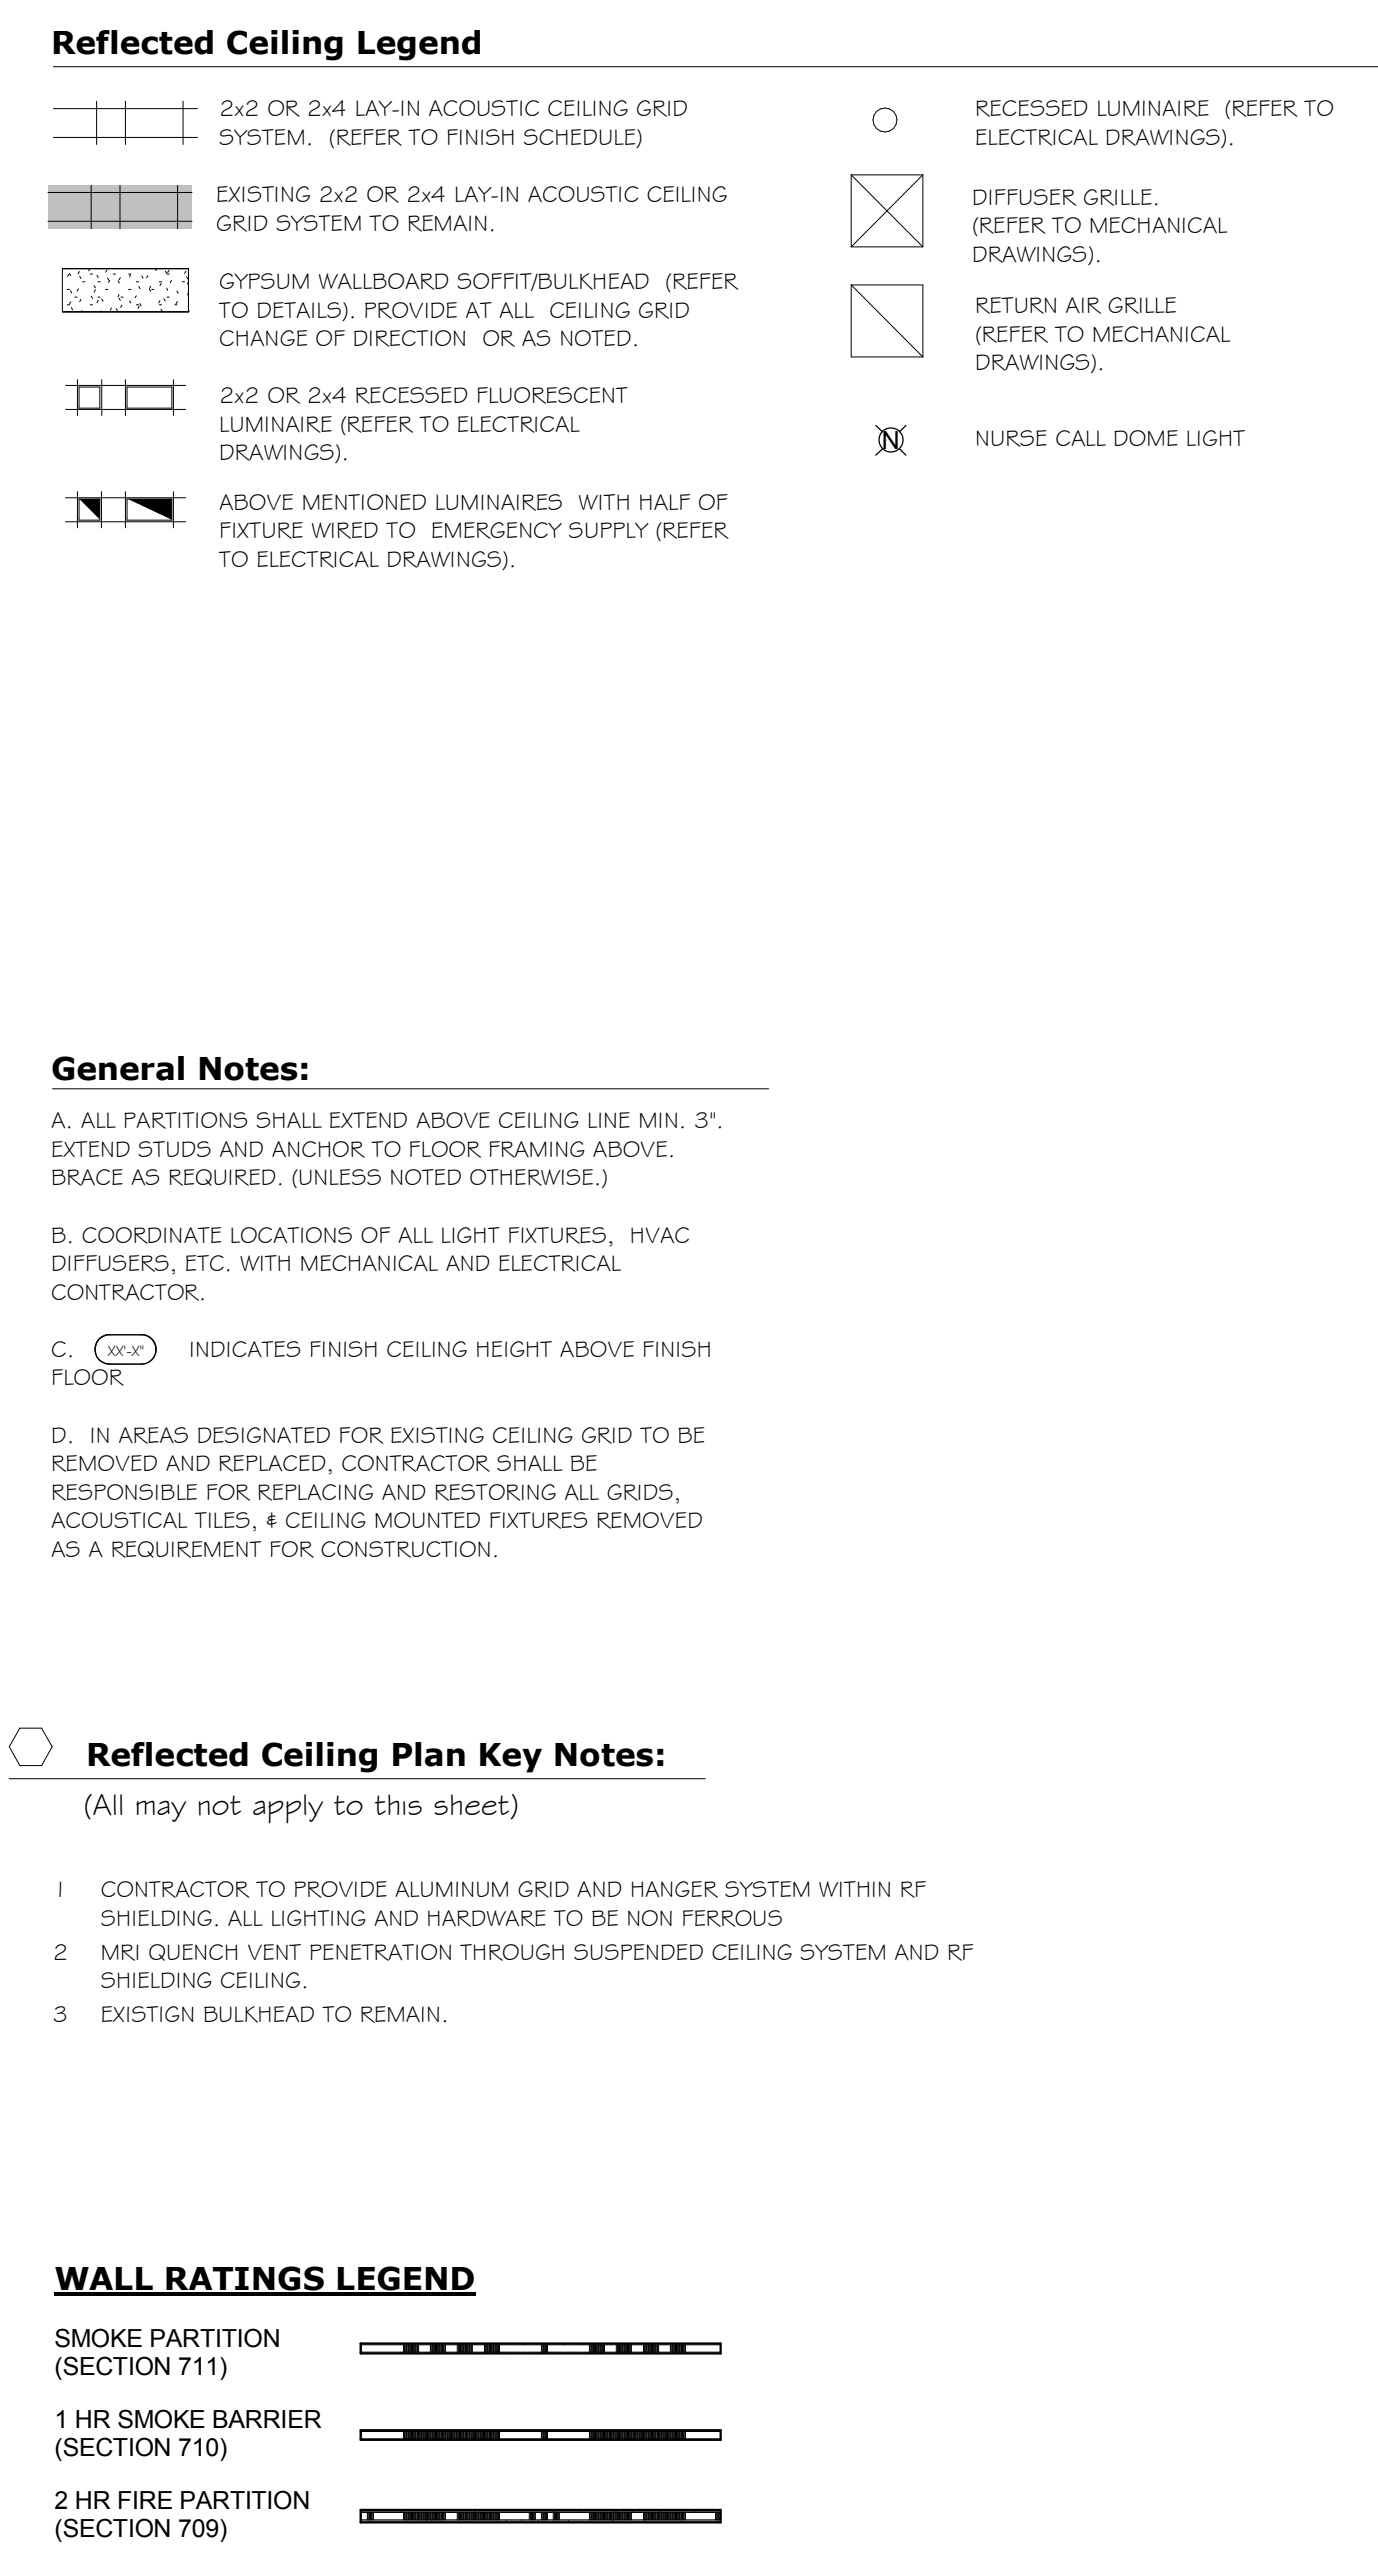 Reflected Ceiling Legend
2x2 OR 2x4 LAY-IN ACOUSTIC CEILING GRID
SYSTEM. (REFER TO FINISH SCHEDULE)
EXISTING 2x2 OR 2x4 LAY-IN ACOUSTIC CEILING
GRID SYSTEM TO REMAIN.
GYPSUM WALLBOARD SOFFIT/BULKHEAD (REFER
TO DETAILS). PROVIDE AT ALL CEILING GRID
CHANGE OF DIRECTION OR AS NOTED.
2x2 OR 2x4 RECESSED FLUORESCENT
LUMINAIRE (REFER TO ELECTRICAL
DRAWINGS).
ABOVE MENTIONED LUMINAIRES WITH HALF OF
FIXTURE WIRED TO EMERGENCY SUPPLY (REFER
TO ELECTRICAL DRAWINGS).
RECESSED LUMINAIRE (REFER TO
ELECTRICAL DRAWINGS).
DIFFUSER GRILLE.
(REFER TO MECHANICAL
DRAWINGS).
RETURN AIR GRILLE
(REFER TO MECHANICAL
DRAWINGS).
N NURSE CALL DOME LIGHT
General Notes:
A. ALL PARTITIONS SHALL EXTEND ABOVE CEILING LINE MIN. 3".
EXTEND STUDS AND ANCHOR TO FLOOR FRAMING ABOVE.
BRACE AS REQUIRED. (UNLESS NOTED OTHERWISE.)
B. COORDINATE LOCATIONS OF ALL LIGHT FIXTURES, HVAC
DIFFUSERS, ETC. WITH MECHANICAL AND ELECTRICAL
CONTRACTOR.
C. XX'-X" INDICATES FINISH CEILING HEIGHT ABOVE FINISH
FLOOR
D. IN AREAS DESIGNATED FOR EXISTING CEILING GRID TO BE
REMOVED AND REPLACED, CONTRACTOR SHALL BE
RESPONSIBLE FOR REPLACING AND RESTORING ALL GRIDS,
ACOUSTICAL TILES, & CEILING MOUNTED FIXTURES REMOVED
AS A REQUIREMENT FOR CONSTRUCTION.
Reflected Ceiling Plan Key Notes:
(All may not apply to this sheet)
1 CONTRACTOR TO PROVIDE ALUMINUM GRID AND HANGER SYSTEM WITHIN RF
SHIELDING. ALL LIGHTING AND HARDWARE TO BE NON FERROUS
2 MRI QUENCH VENT PENETRATION THROUGH SUSPENDED CEILING SYSTEM AND RF
SHIELDING CEILING.
3 EXISTIGN BULKHEAD TO REMAIN.
WALL RATINGS LEGEND
SMOKE PARTITION
(SECTION 711)
1 HR SMOKE BARRIER
(SECTION 710)
2 HR FIRE PARTITION
(SECTION 709)